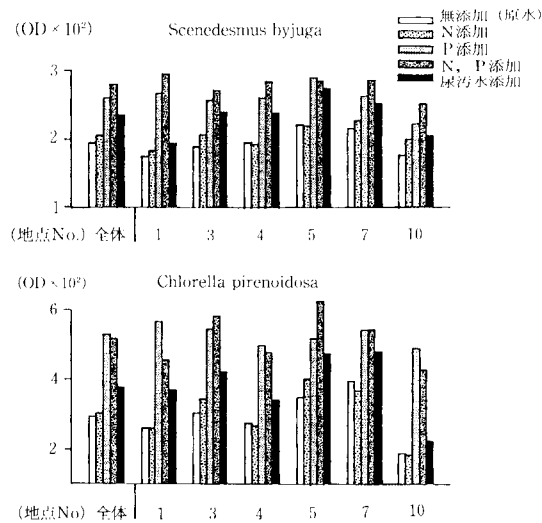 (OD×10²)
Scenedesmus byjuga
無添加 (原水)
N添加
P添加
N, P添加
尿汚水添加
3
2
1
(地点No.) 全体 1 3 4 5 7 10
(OD×10²)
Chlorella pirenoidosa
6
4
2
(地点No) 全体 1 3 4 5 7 10